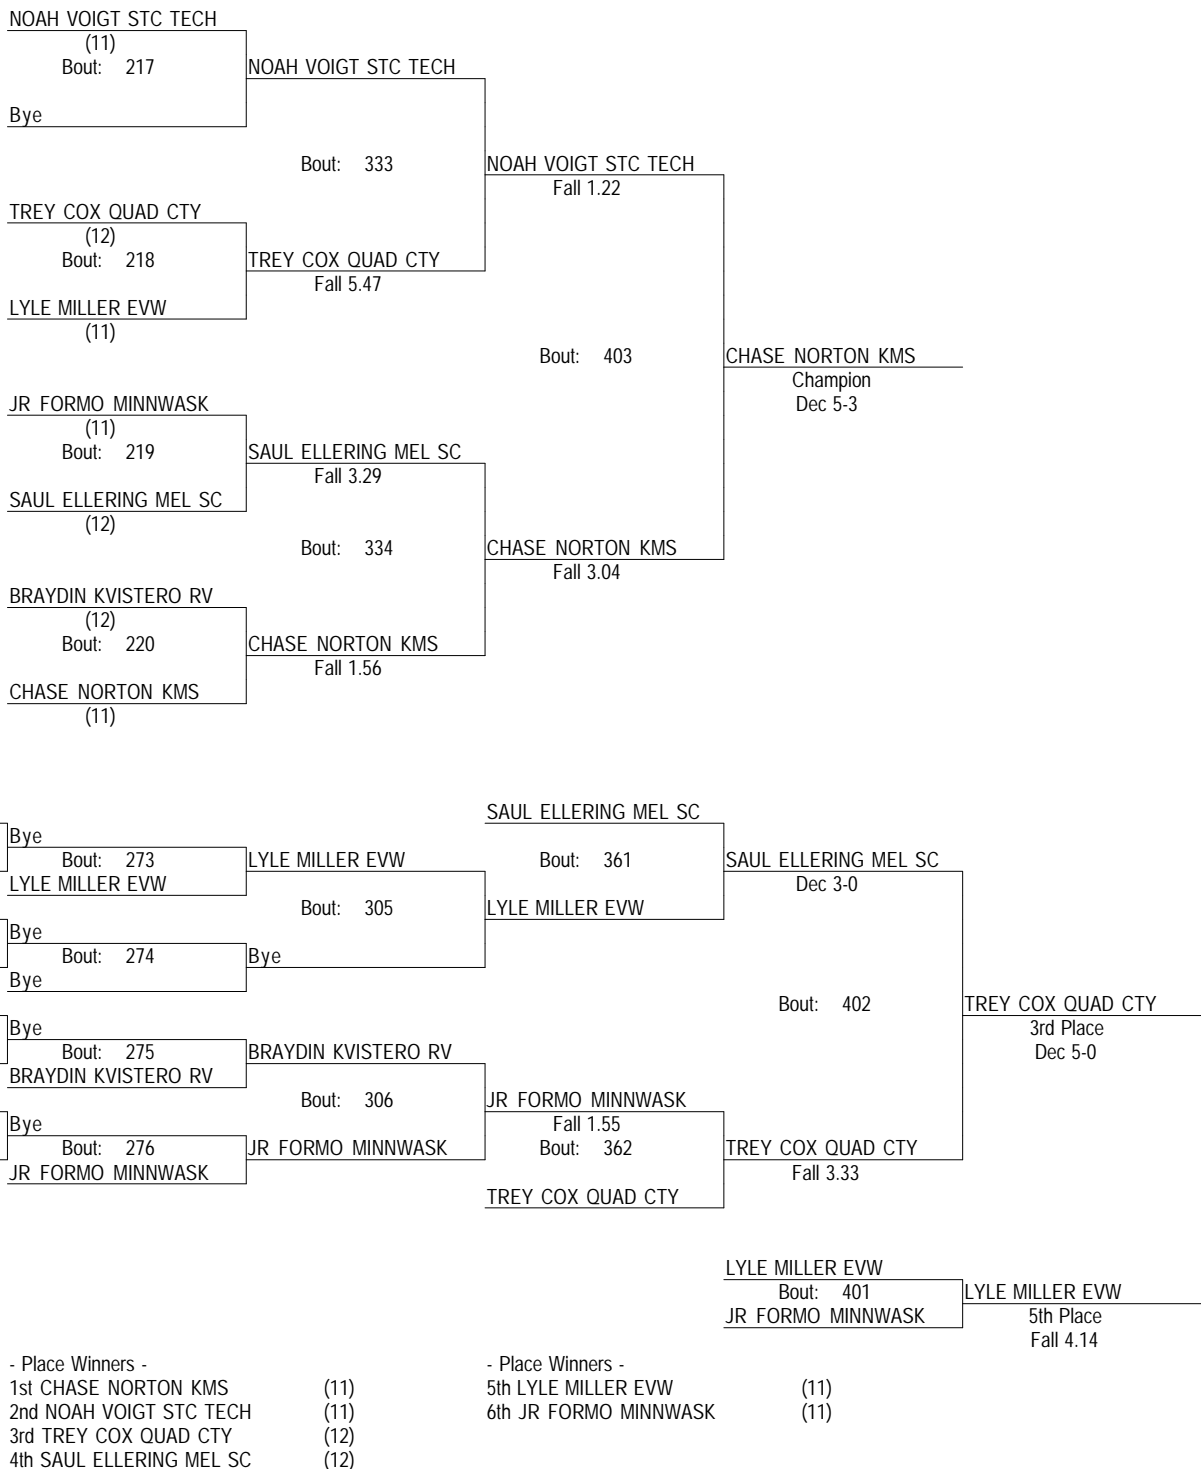 NOAH VOIGT STC TECH
(11)
Bout: 217
NOAH VOIGT STC TECH
Bye
Bout: 333
NOAH VOIGT STC TECH
Fall 1.22
TREY COX QUAD CTY
(12)
Bout: 218
TREY COX QUAD CTY
Fall 5.47
LYLE MILLER EVW
(11)
Bout: 403
CHASE NORTON KMS
Champion
Dec 5-3
JR FORMO MINNWASK
(11)
Bout: 219
SAUL ELLERING MEL SC
Fall 3.29
SAUL ELLERING MEL SC
(12)
Bout: 334
CHASE NORTON KMS
Fall 3.04
BRAYDIN KVISTERO RV
(12)
Bout: 220
CHASE NORTON KMS
Fall 1.56
CHASE NORTON KMS
(11)
SAUL ELLERING MEL SC
Bye
Bout: 273
LYLE MILLER EVW
Bout: 361
SAUL ELLERING MEL SC
Dec 3-0
LYLE MILLER EVW
Bout: 305
LYLE MILLER EVW
Bye
Bout: 274
Bye
Bye
Bout: 402
TREY COX QUAD CTY
3rd Place
Dec 5-0
Bye
Bout: 275
BRAYDIN KVISTERO RV
BRAYDIN KVISTERO RV
Bout: 306
JR FORMO MINNWASK
Fall 1.55
Bye
Bout: 276
JR FORMO MINNWASK
Bout: 362
TREY COX QUAD CTY
Fall 3.33
JR FORMO MINNWASK
TREY COX QUAD CTY
LYLE MILLER EVW
Bout: 401
LYLE MILLER EVW
5th Place
Fall 4.14
JR FORMO MINNWASK
- Place Winners -
1st CHASE NORTON KMS (11)
2nd NOAH VOIGT STC TECH (11)
3rd TREY COX QUAD CTY (12)
4th SAUL ELLERING MEL SC (12)
- Place Winners -
5th LYLE MILLER EVW (11)
6th JR FORMO MINNWASK (11)